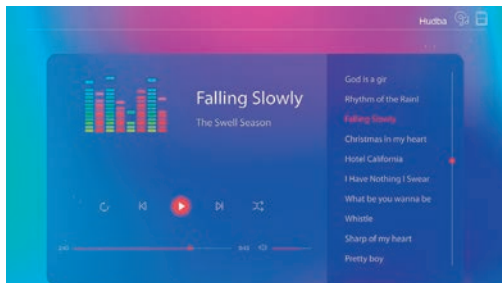 Hudba
Falling Slowly
The Swell Season
God is a gir
Rhythm of the Rainl
Falling Slowly
Christmas in my heart
Hotel California
I Have Nothing I Swear
What be you wanna be
Whistle
Sharp of my heart
Pretty boy